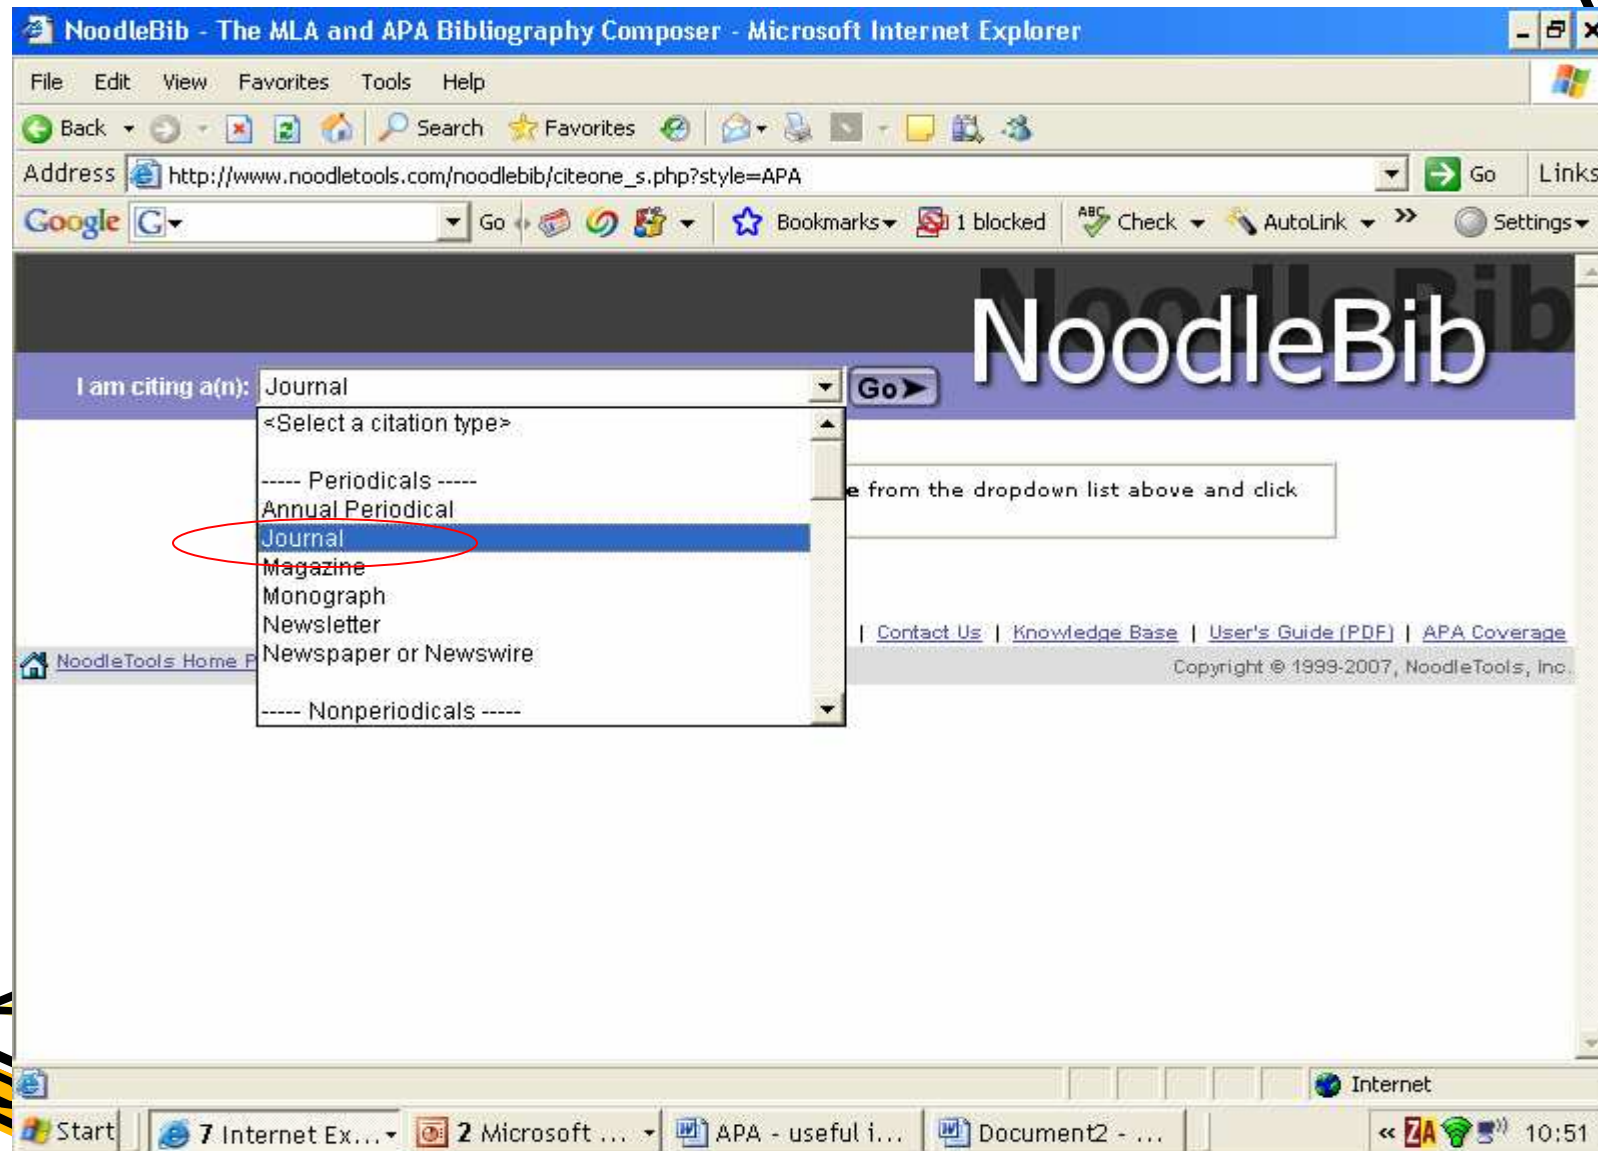 NoodleBib - The MLA and APA Bibliography Composer - Microsoft Internet Explorer
File Edit View Favorites Tools Help
Back Search Favorites
Address http://www.noodletools.com/noodlebib/citeone_s.php?style=APA Go Links
Google G Go Bookmarks 1 blocked ABC Check AutoLink >> Settings
NoodleBib
NoodleBib
I am citing a(n): Journal Go
<Select a citation type>
----- Periodicals -----
e from the dropdown list above and click
Annual Periodical
Journal
Magazine
Monograph
Newsletter
| Contact Us | Knowledge Base | User's Guide (PDF) | APA Coverage
NoodleTools Home P
Newspaper or Newswire
Copyright © 1999-2007, NoodleTools, Inc.
----- Nonperiodicals -----
Internet
Start 7 Internet Ex... 2 Microsoft ... APA - useful i... Document2 - ... « ZA 10:51